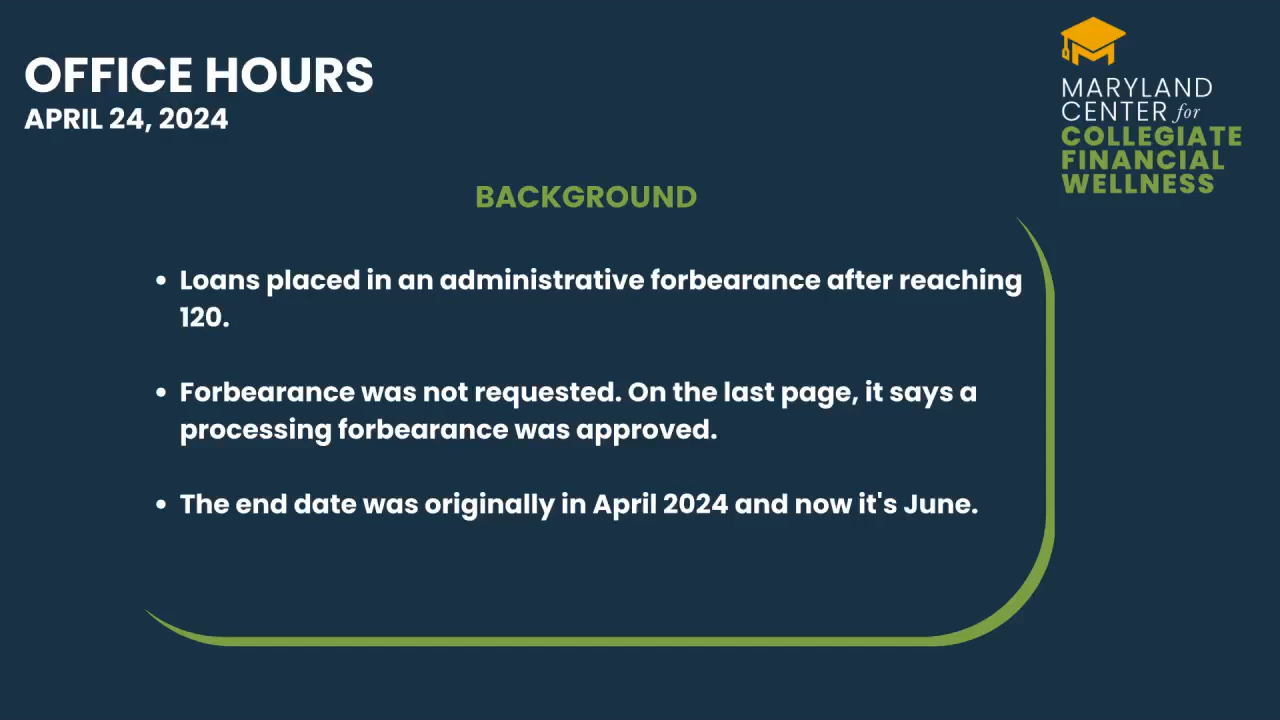 OFFICE HOURS
APRIL 24, 2024
MARYLAND
CENTER for
COLLEGIATE
FINANCIAL
WELLNESS
BACKGROUND
• Loans placed in an administrative forbearance after reaching
120.
• Forbearance was not requested. On the last page, it says a
processing forbearance was approved.
• The end date was originally in April 2024 and now it's June.